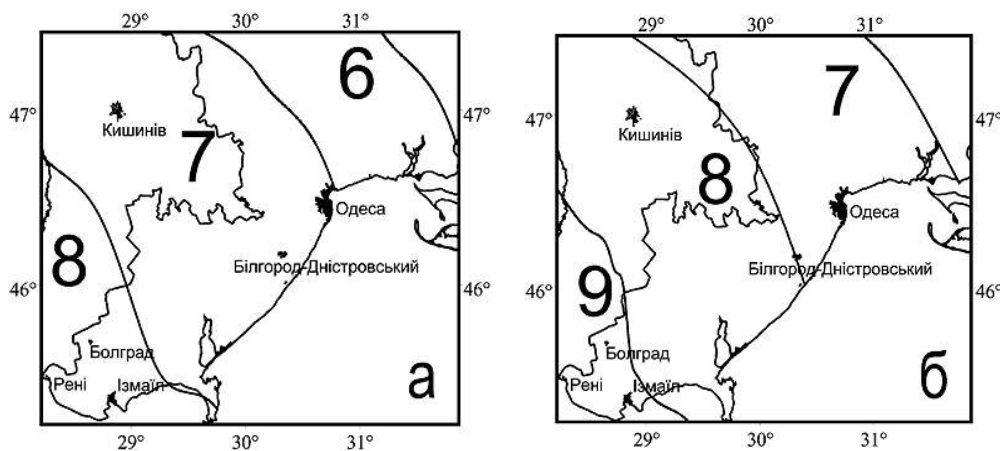 29° 30° 31°
6
47° 47°
Кишинів
7
Одеса
8
Білгород-Дністровський
46° 46°
Болград
Рені Ізмаїл
а
29° 30° 31°
29° 30° 31°
7
47° 47°
Кишинів
8
Одеса
Білгород-Дністровський
46° 9 46°
Болград
Рені Ізмаїл
б
29° 30° 31°